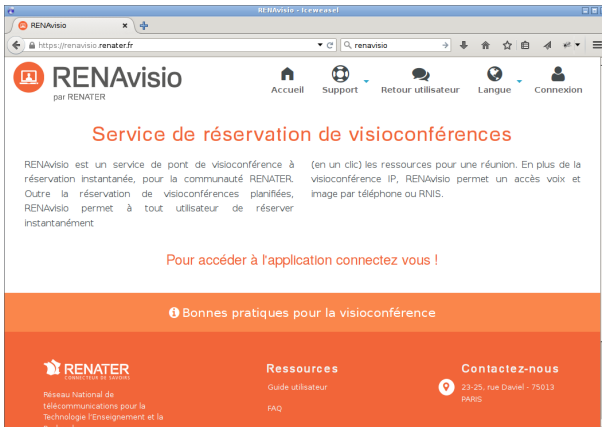 RENAvisio - Iceweasel
RENAvisio
https://renavisio.renater.fr
renavisio
RENAvisio
par RENATER
Accueil
Support
Retour utilisateur
Langue
Connexion
Service de réservation de visioconférences
RENAvisio est un service de pont de visioconférence à
réservation instantanée, pour la communauté RENATER.
Outre la réservation de visioconférences planifiées,
RENAvisio permet à tout utilisateur de réserver
instantanément
(en un clic) les ressources pour une réunion. En plus de la
visioconférence IP, RENAvisio permet un accès voix et
image par téléphone ou RNIS.
Pour accéder à l'application connectez vous !
Bonnes pratiques pour la visioconférence
RENATER
CONNECTEUR DE SAVOIRS
Réseau National de
télécommunications pour la
Technologie l'Enseignement et la
Ressources
Guide utilisateur
FAQ
Contactez-nous
23-25, rue Daviel - 75013
PARIS